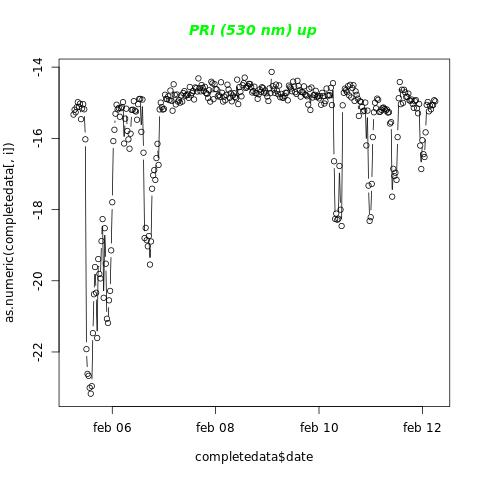 PRI (530 nm) up
as.numeric(completedata[, i])
-14
-16
-18
-20
-22
feb 06
feb 08
feb 10
feb 12
completedata$date